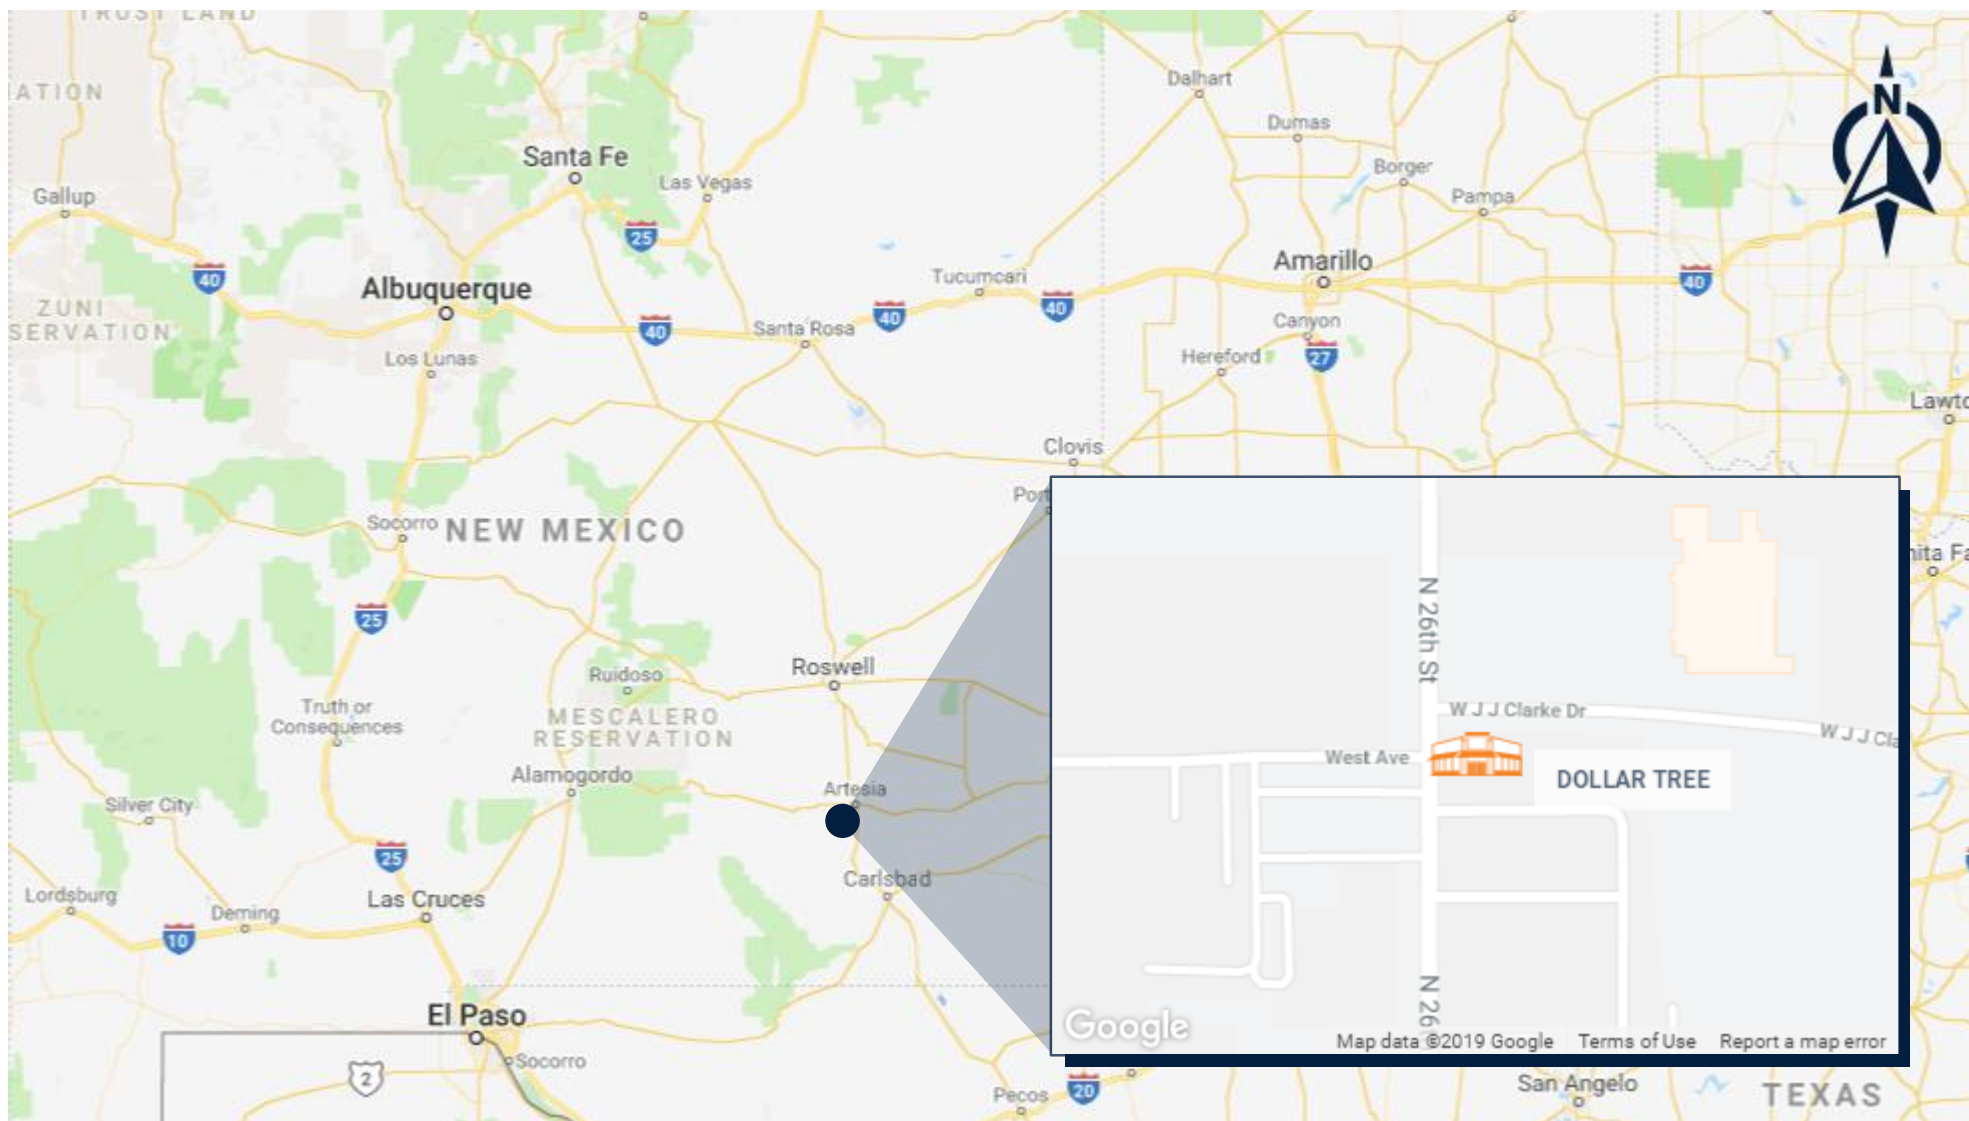 TRUST LAND
Dalhart
ATION
N
Dumas
Santa Fe
Las Vegas
Borger
Gallup
Pampa
25
40
Albuquerque
Tucumcari
Amarillo
40
ZUNI
SERVATION
40
40
40
Santa Rosa
Canyon
Los Lunas
Hereford
27
Lawto
Clovis
Port
Socorro
NEW MEXICO
nita Fa
25
N 26th St
Roswell
Ruidoso
Truth or
Consequences
MESCALERO
RESERVATION
W J J Clarke Dr
W J J Cla
West Ave
DOLLAR TREE
Alamogordo
Artesia
Silver City
25
Carlsbad
Lordsburg
Las Cruces
Deming
10
N 26
El Paso
Google
Map data ©2019 Google Terms of Use Report a map error
Socorro
2
Pecos
20
San Angelo
TEXAS